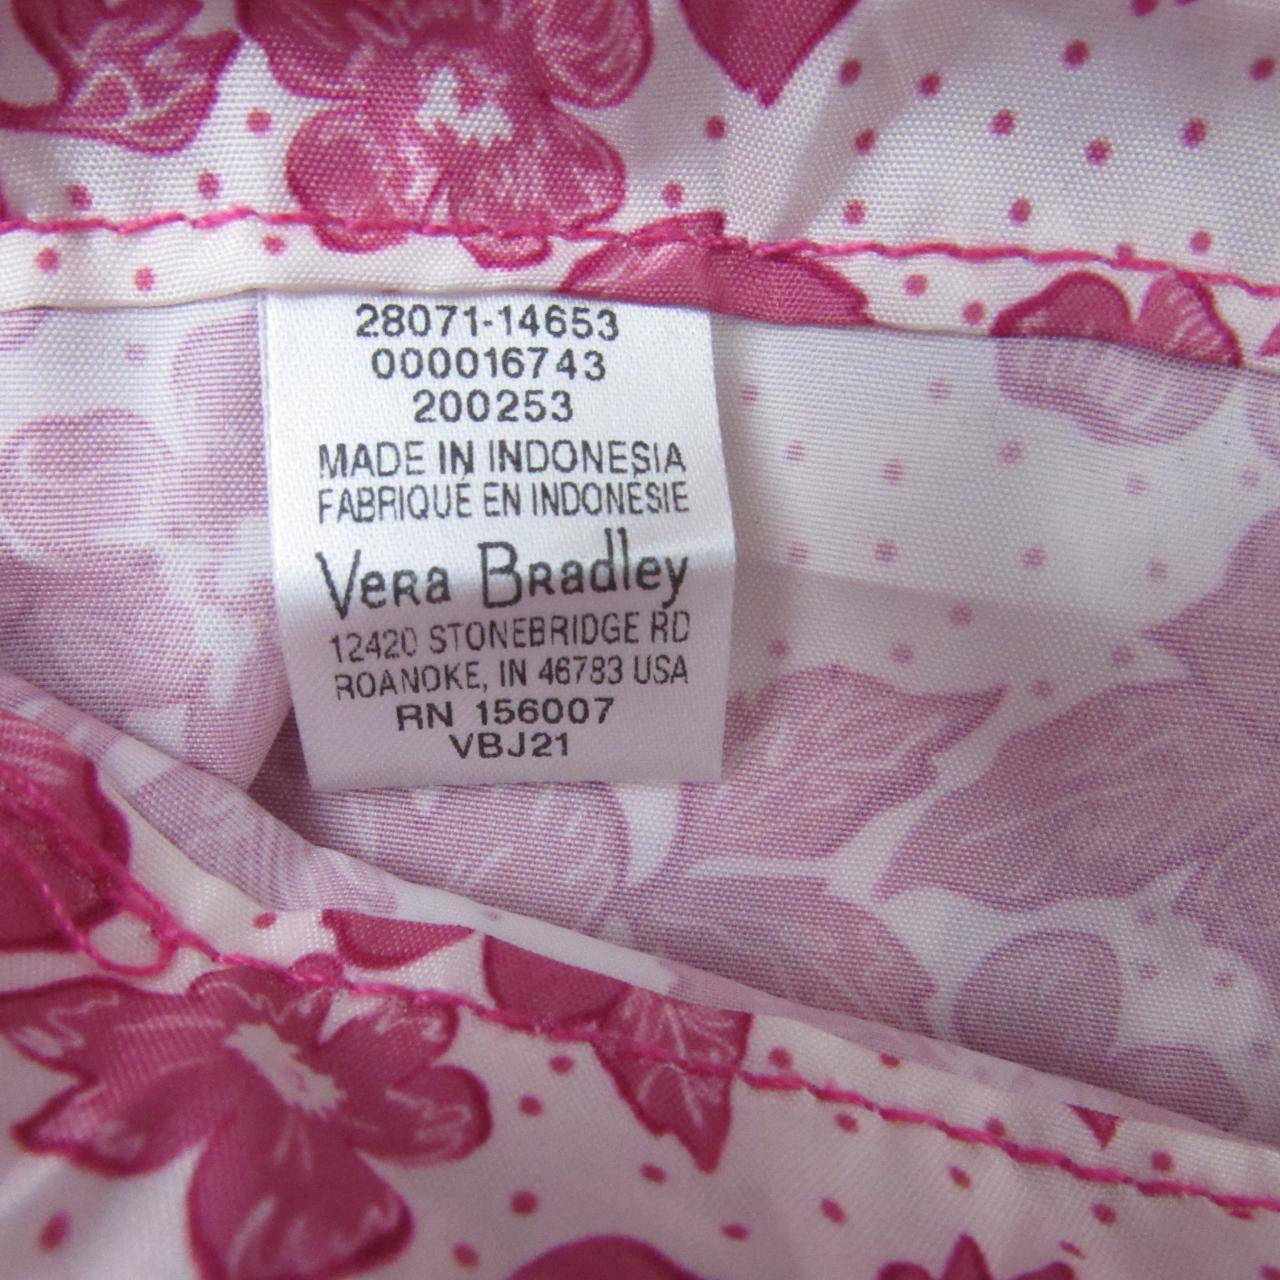 28071-14653
000016743
200253
MADE IN INDONESIA
FABRIQUÉ EN INDONÉSIE
Vera Bradley
12420 STONEBRIDGE RD
ROANOKE, IN 46783 USA
RN 156007
VBJ21